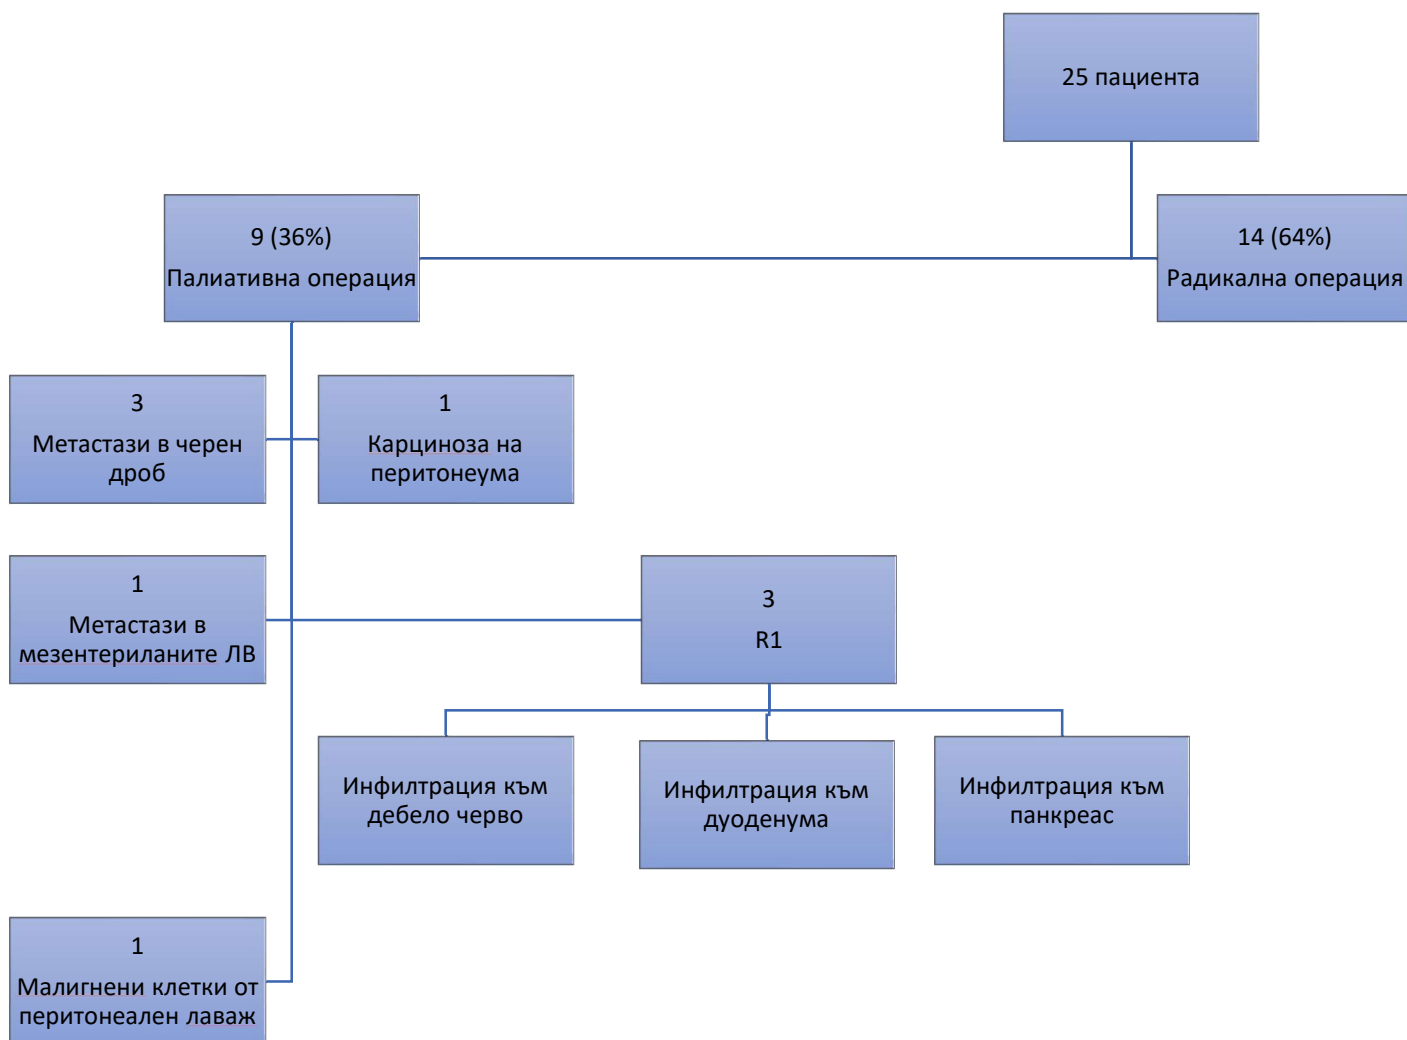 25 пациента
9 (36%)
Палиативна операция
14 (64%)
Радикална операция
3
Метастази в черен
дроб
1
Карциноза на
перитонеума
1
Метастази в
мезентериланите ЛВ
3
R1
Инфилтрация към
дебело черво
Инфилтрация към
дуоденума
Инфилтрация към
панкреас
1
Малигнени клетки от
перитонеален лаваж